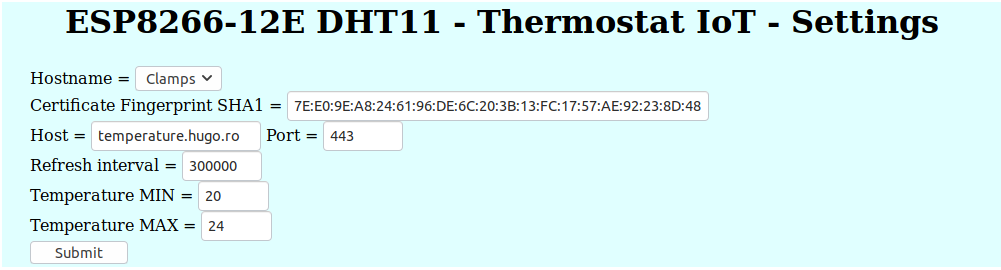 ESP8266-12E DHT11 - Thermostat IoT - Settings
Hostname = Clamps
Certificate Fingerprint SHA1 = 7E:E0:9E:A8:24:61:96:DE:6C:20:3B:13:FC:17:57:AE:92:23:8D:48
Host = temperature.hugo.ro Port = 443
Refresh interval = 300000
Temperature MIN = 20
Temperature MAX = 24
Submit